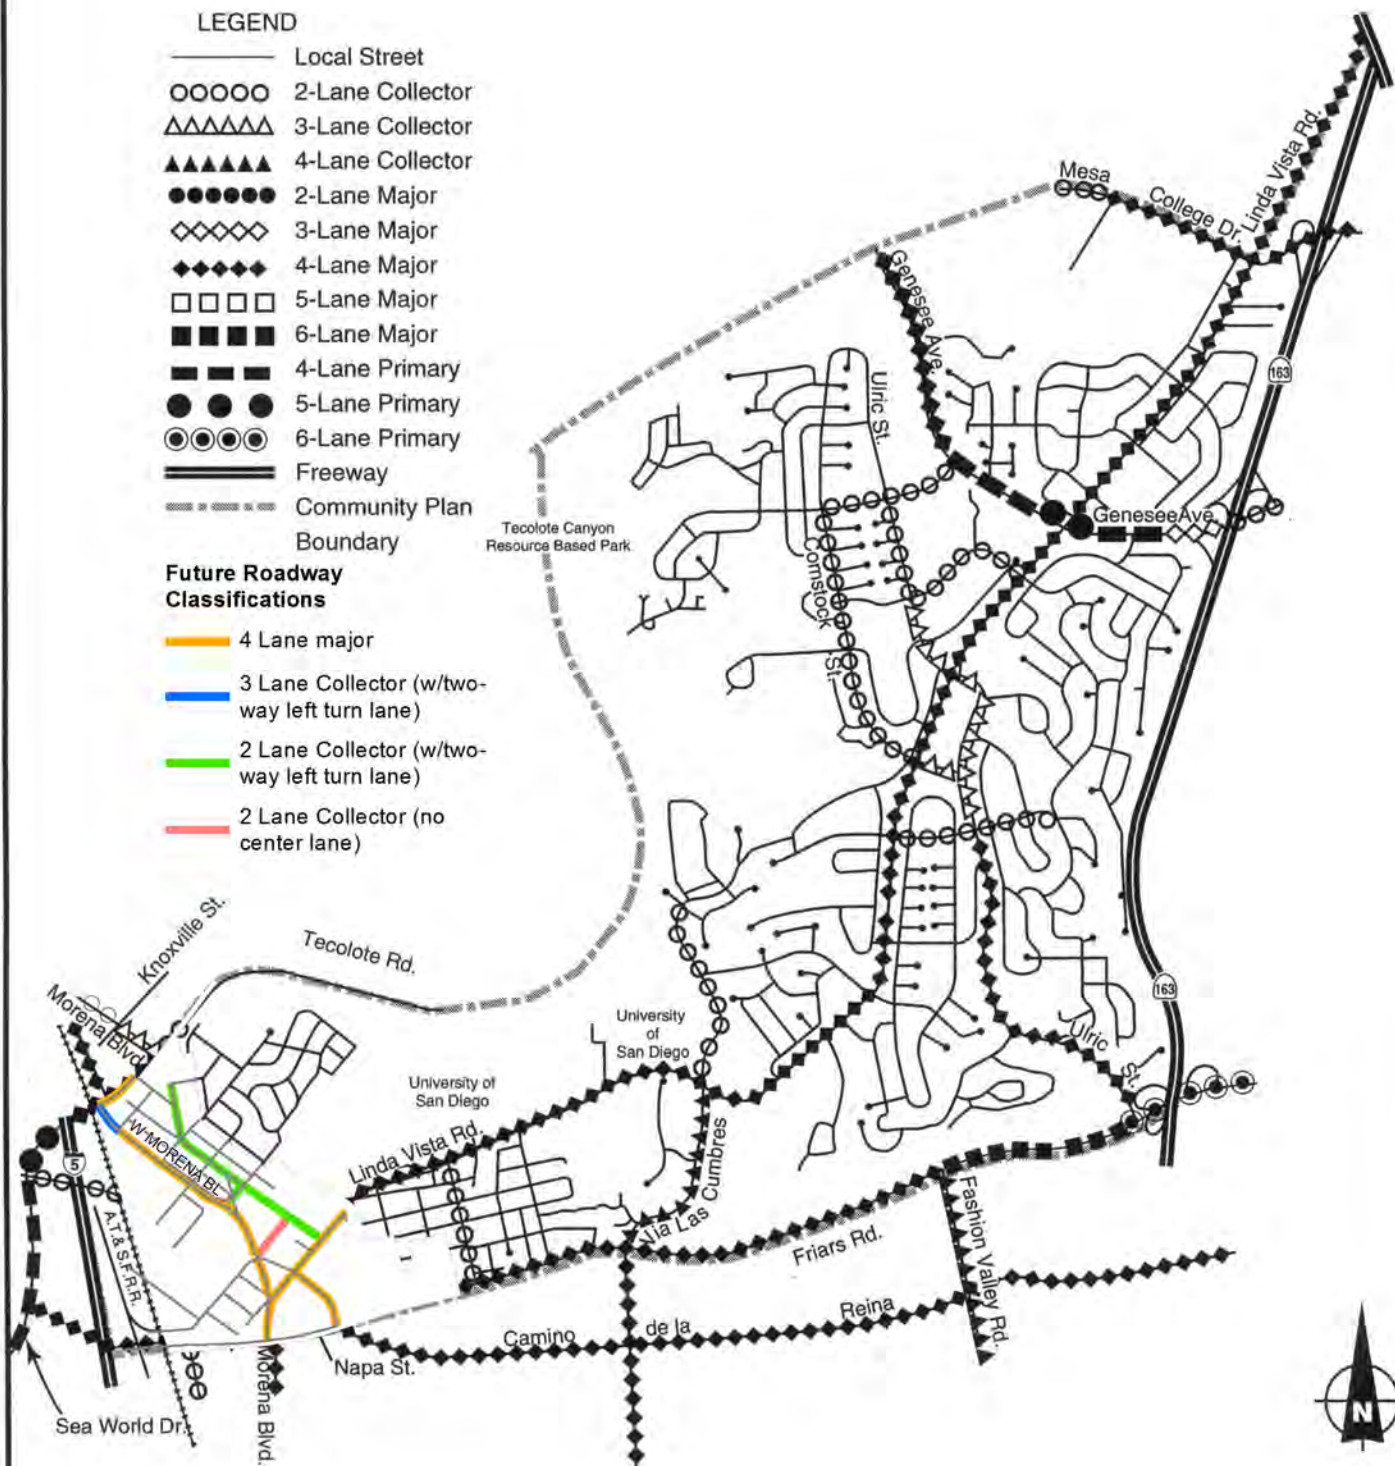 LEGEND
Local Street
2-Lane Collector
3-Lane Collector
4-Lane Collector
2-Lane Major
3-Lane Major
4-Lane Major
5-Lane Major
6-Lane Major
4-Lane Primary
5-Lane Primary
6-Lane Primary
Freeway
Community Plan
Boundary
Future Roadway
Classifications
4 Lane major
3 Lane Collector (w/two-
way left turn lane)
2 Lane Collector (w/two-
way left turn lane)
2 Lane Collector (no
center lane)
Mesa
College Dr.
Linda Vista Rd.
Genesee Ave.
163
Ulric St.
Tecolote Canyon
Resource Based Park
Comstock
St.
GeneseeAve.
Knoxville St.
Tecolote Rd.
Morena Blvd.
163
University
of
San Diego
University of
San Diego
Ulric
St.
5
W MORENA BL
Linda Vista Rd.
Cumbres
Via Las
A.T.& S.F.R.R.
Friars Rd.
Fashion Valley Rd.
Camino
de la
Reina
Napa St.
Morena Blvd.
Sea World Dr.
N